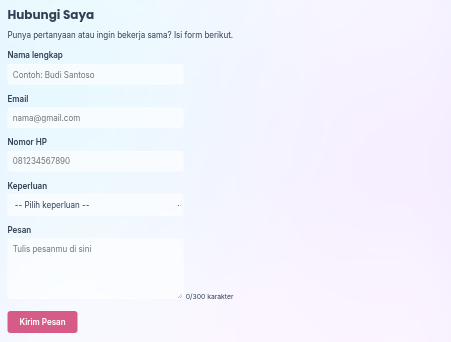 Hubungi Saya
Punya pertanyaan atau ingin bekerja sama? Isi form berikut.
Nama lengkap
Contoh: Budi Santoso
Email
nama@gmail.com
Nomor HP
081234567890
Keperluan
-- Pilih keperluan --
Pesan
Tulis pesanmu di sini
0/300 karakter
Kirim Pesan